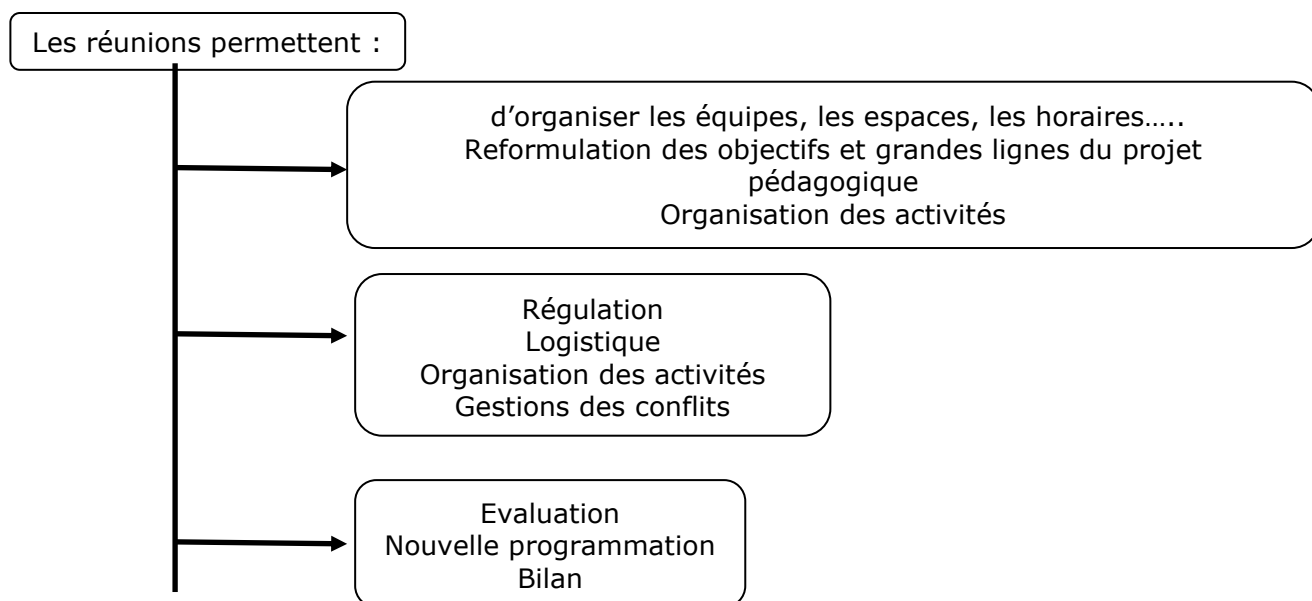 Les réunions permettent :
d’organiser les équipes, les espaces, les horaires…..
Reformulation des objectifs et grandes lignes du projet
pédagogique
Organisation des activités
Régulation
Logistique
Organisation des activités
Gestions des conflits
Evaluation
Nouvelle programmation
Bilan